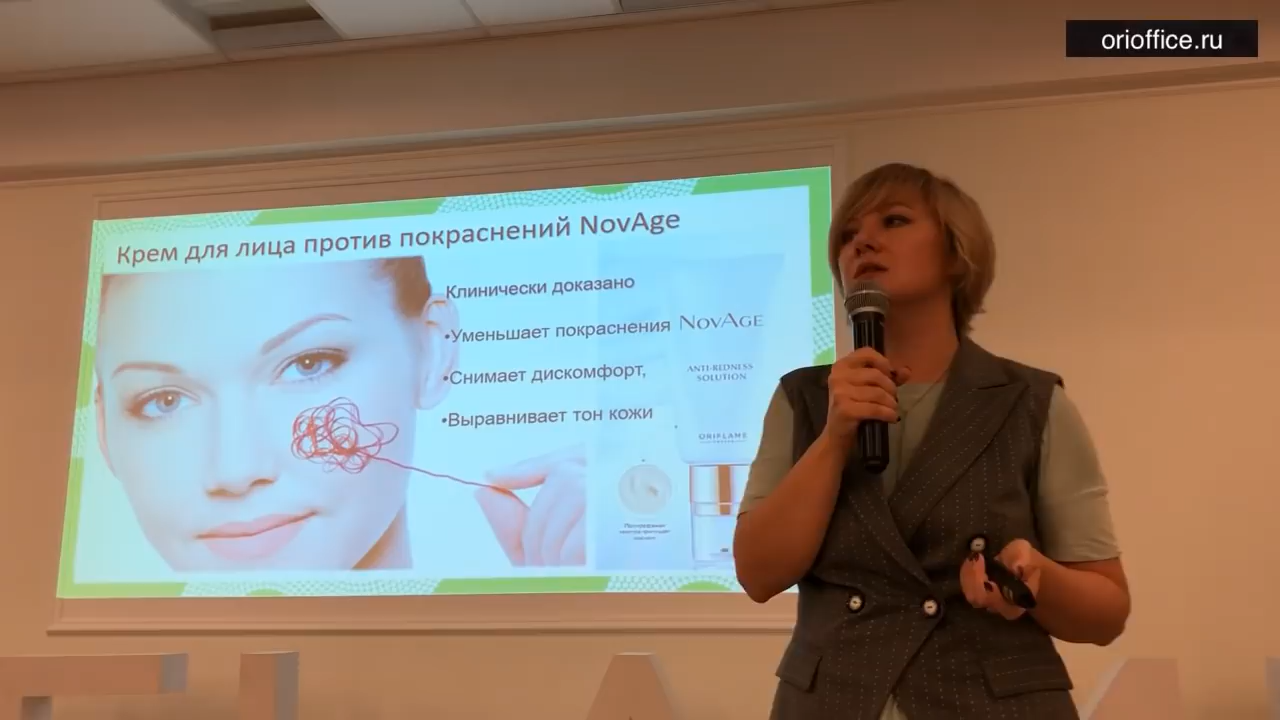 orioffice.ru
Крем для лица против покраснений NovAge
Клинически доказано
•Уменьшает покраснения
•Снимает дискомфорт,
•Выравнивает тон кожи
NOVAGE
ANTI-REDNESS
SOLUTION
ORIFLAME